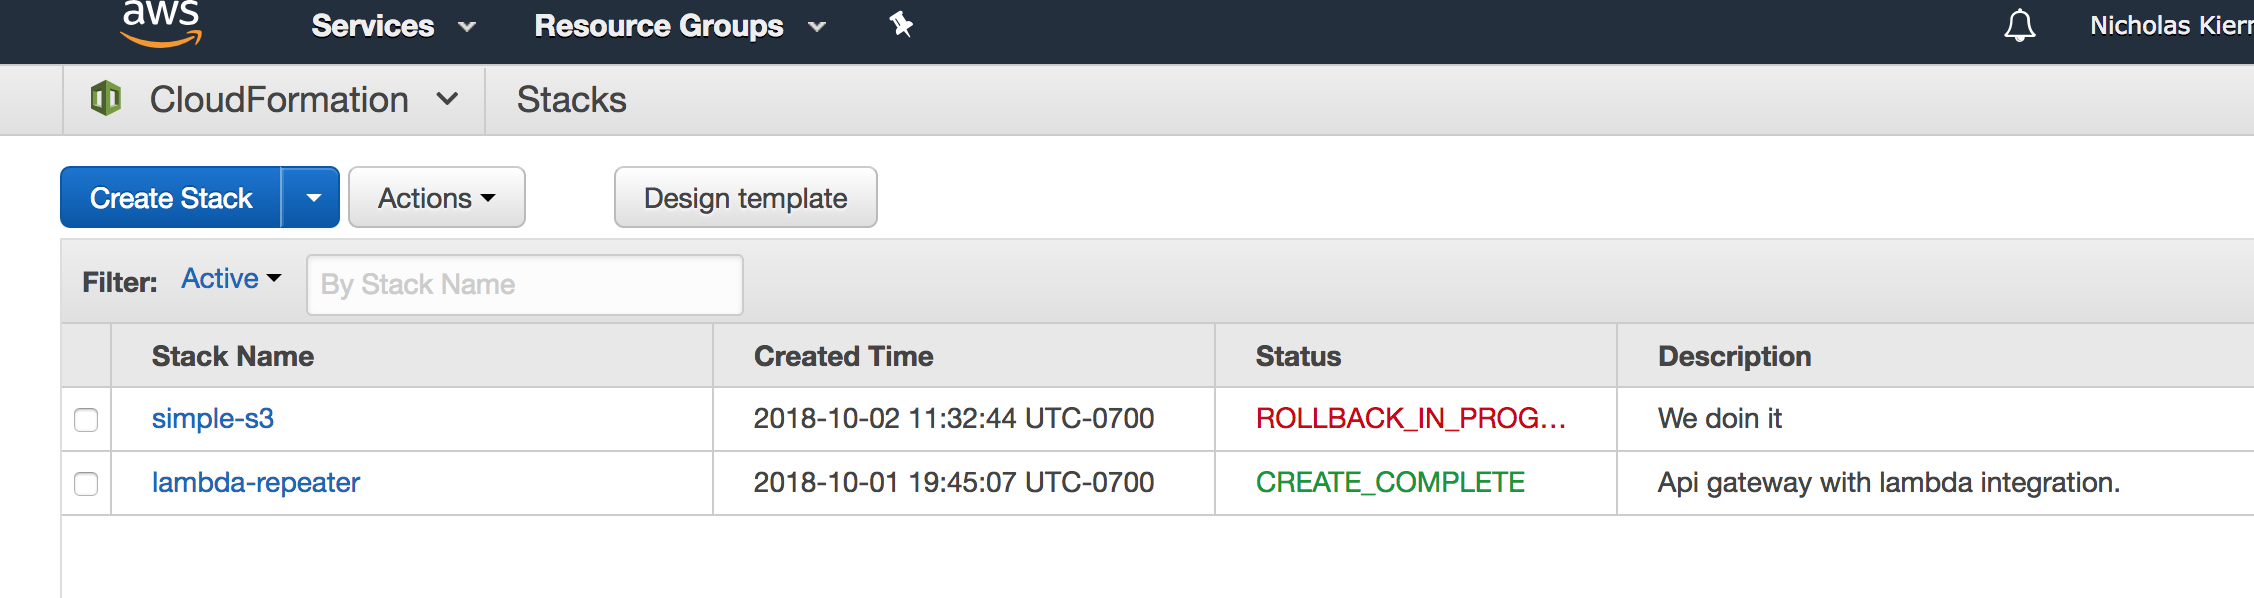 aws Services Resource Groups Nicholas Kier
CloudFormation Stacks
Create Stack Actions Design template
Filter: Active By Stack Name
Stack Name Created Time Status Description
simple-s3 2018-10-02 11:32:44 UTC-0700 ROLLBACK_IN_PROG... We doin it
lambda-repeater 2018-10-01 19:45:07 UTC-0700 CREATE_COMPLETE Api gateway with lambda integration.